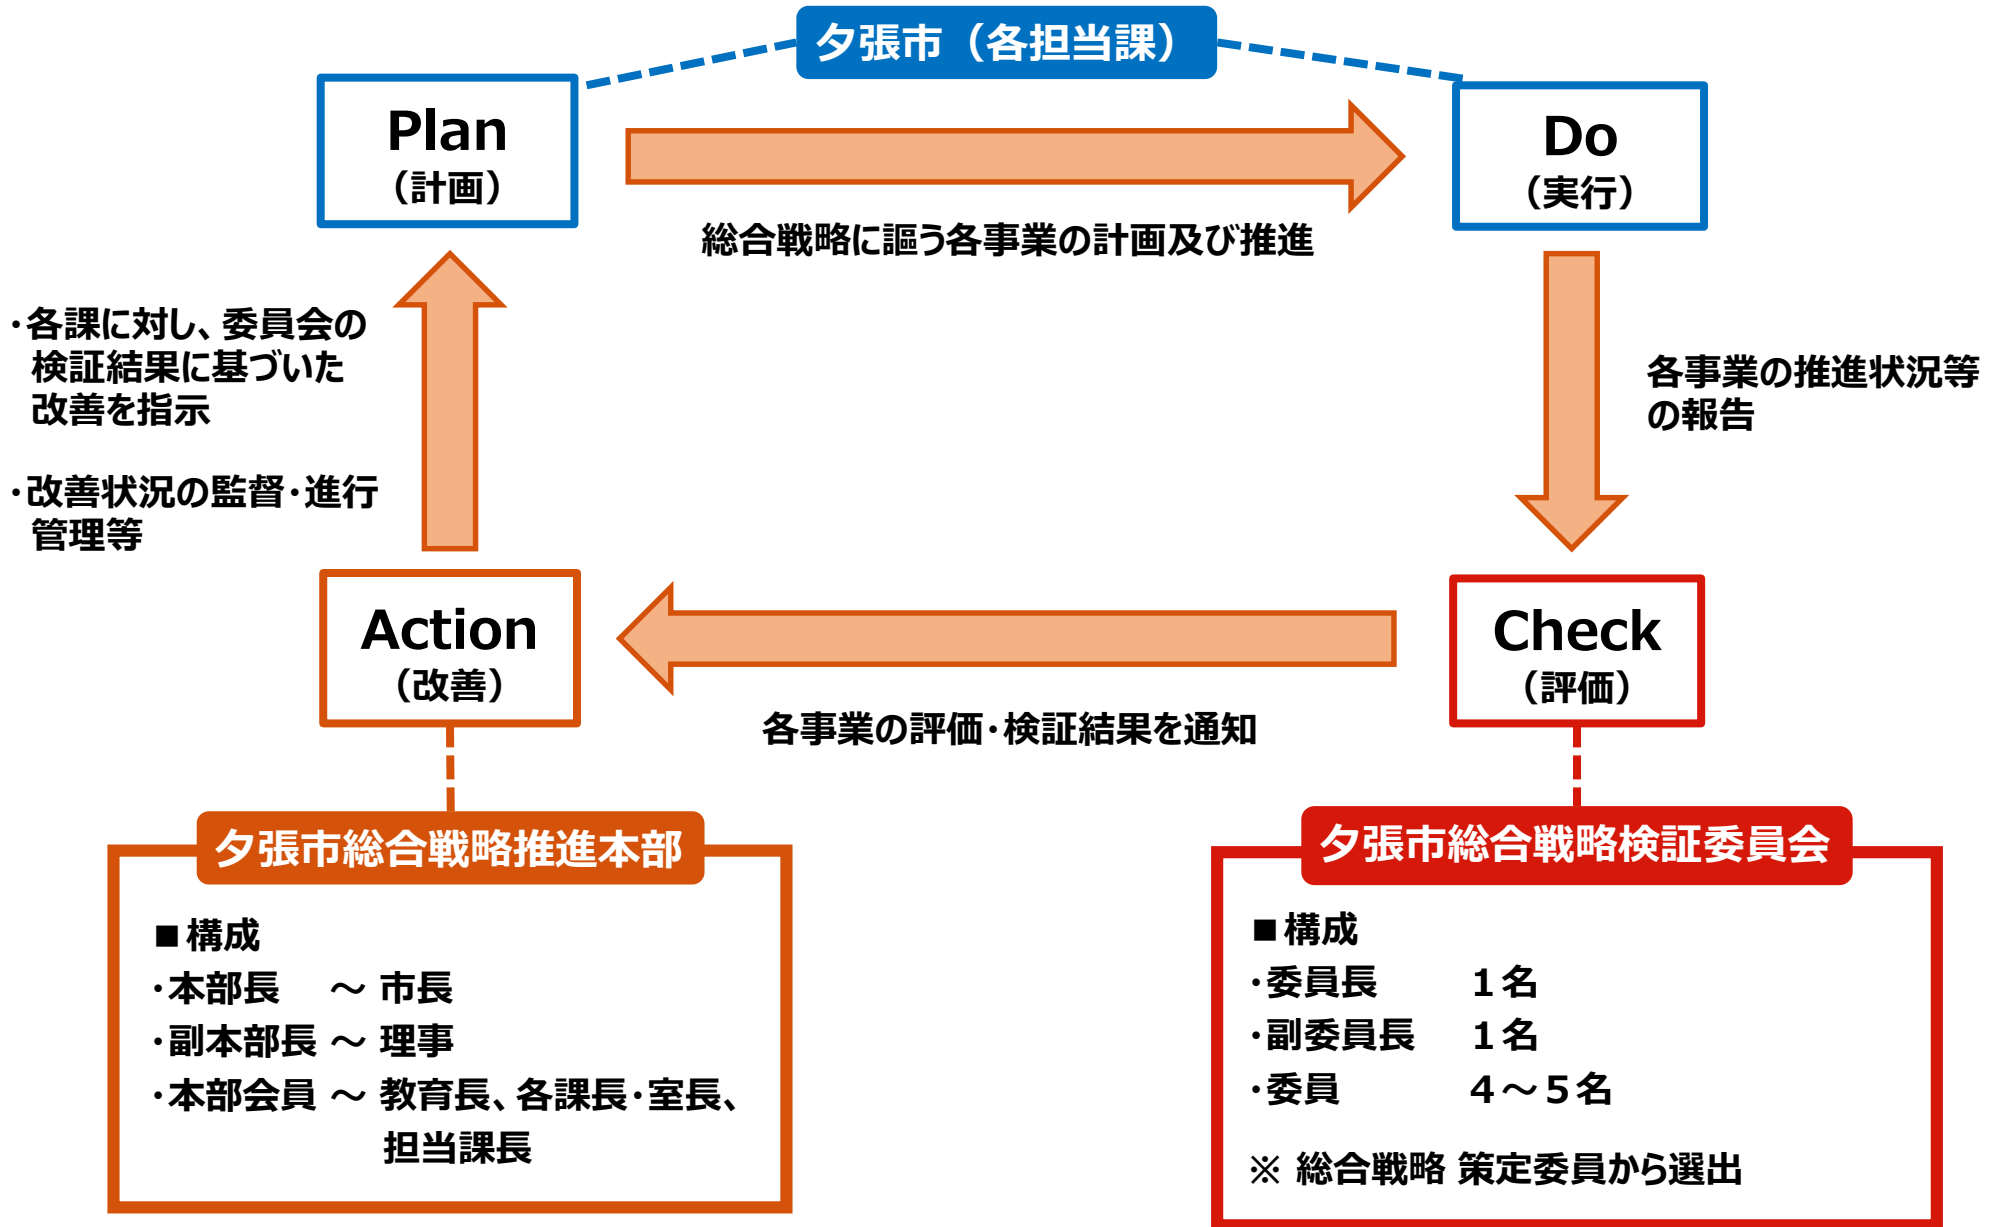 夕張市（各担当課）
Plan
（計画）
Do
（実行）
総合戦略に謳う各事業の計画及び推進
・各課に対し、委員会の
検証結果に基づいた
改善を指示
・改善状況の監督・進行
管理等
各事業の推進状況等
の報告
Action
（改善）
Check
（評価）
各事業の評価・検証結果を通知
夕張市総合戦略推進本部
■構成
・本部長　～ 市長
・副本部長 ～ 理事
・本部会員 ～ 教育長、各課長・室長、
担当課長
夕張市総合戦略検証委員会
■構成
・委員長　　１名
・副委員長　１名
・委員　　　４～５名
※ 総合戦略 策定委員から選出